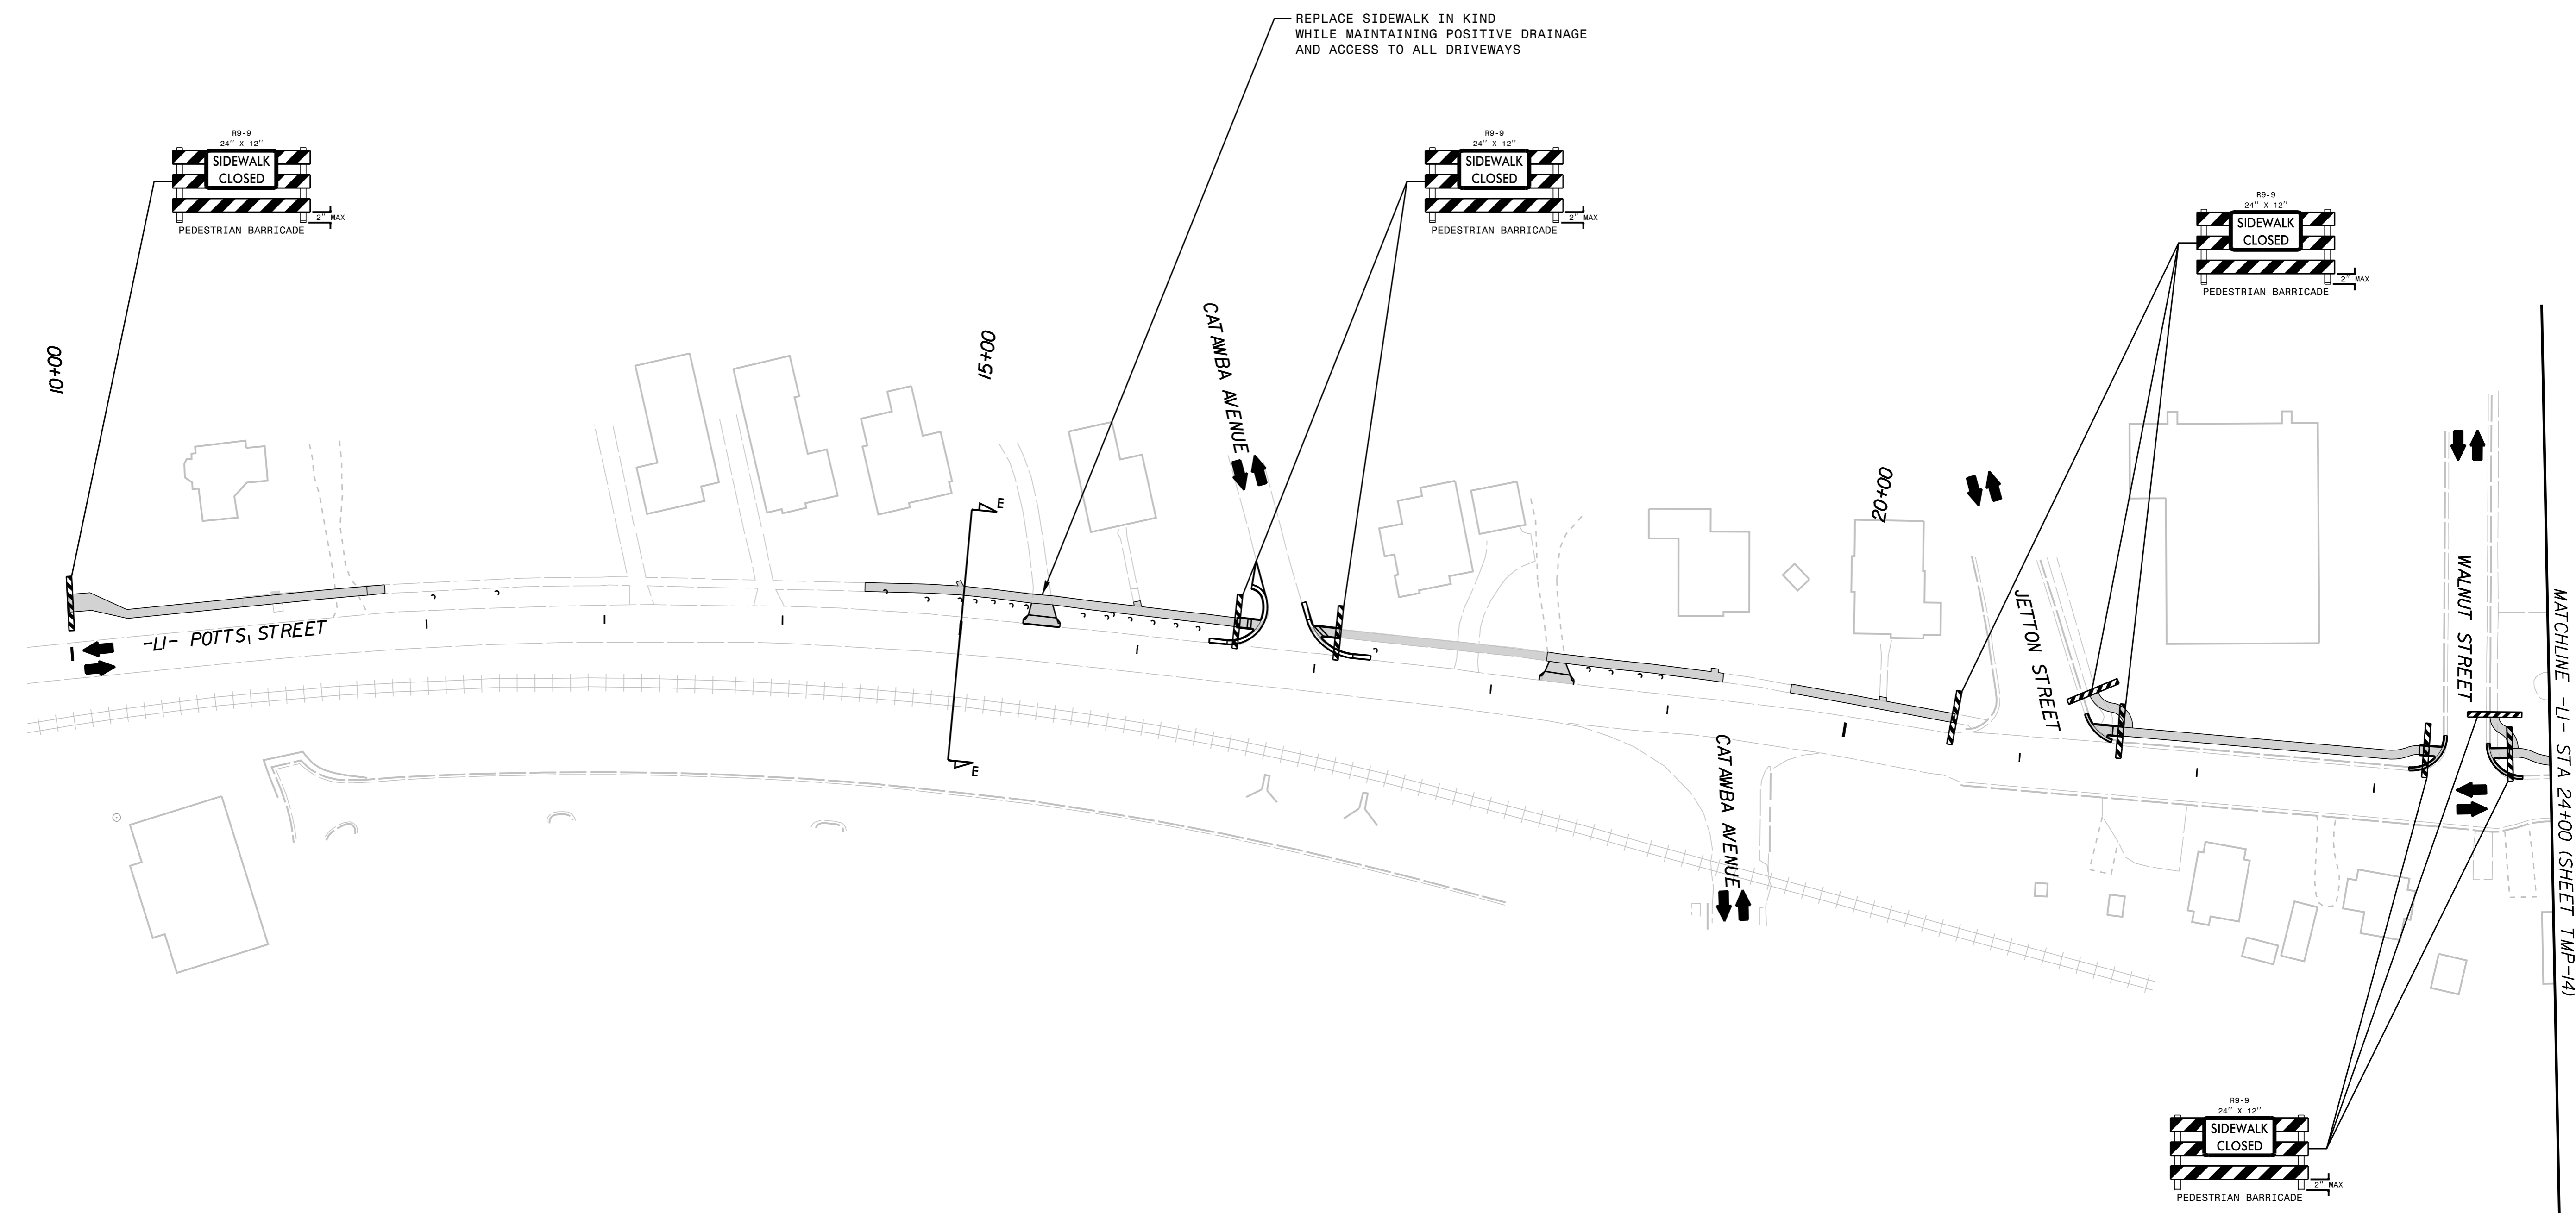 REPLACE SIDEWALK IN KIND
WHILE MAINTAINING POSITIVE DRAINAGE
AND ACCESS TO ALL DRIVEWAYS
R9-9
24" X 12"
SIDEWALK
CLOSED
2" MAX
PEDESTRIAN BARRICADE
R9-9
24" X 12"
SIDEWALK
CLOSED
2" MAX
PEDESTRIAN BARRICADE
R9-9
24" X 12"
SIDEWALK
CLOSED
2" MAX
PEDESTRIAN BARRICADE
10+00
15+00
CATAWBA AVENUE
20+00
E
-L1- POTTS STREET
JETTON STREET
WALNUT STREET
MATCHLINE -L1- STA 24+00 (SHEET TMP-14)
E
CATAWBA AVENUE
R9-9
24" X 12"
SIDEWALK
CLOSED
2" MAX
PEDESTRIAN BARRICADE